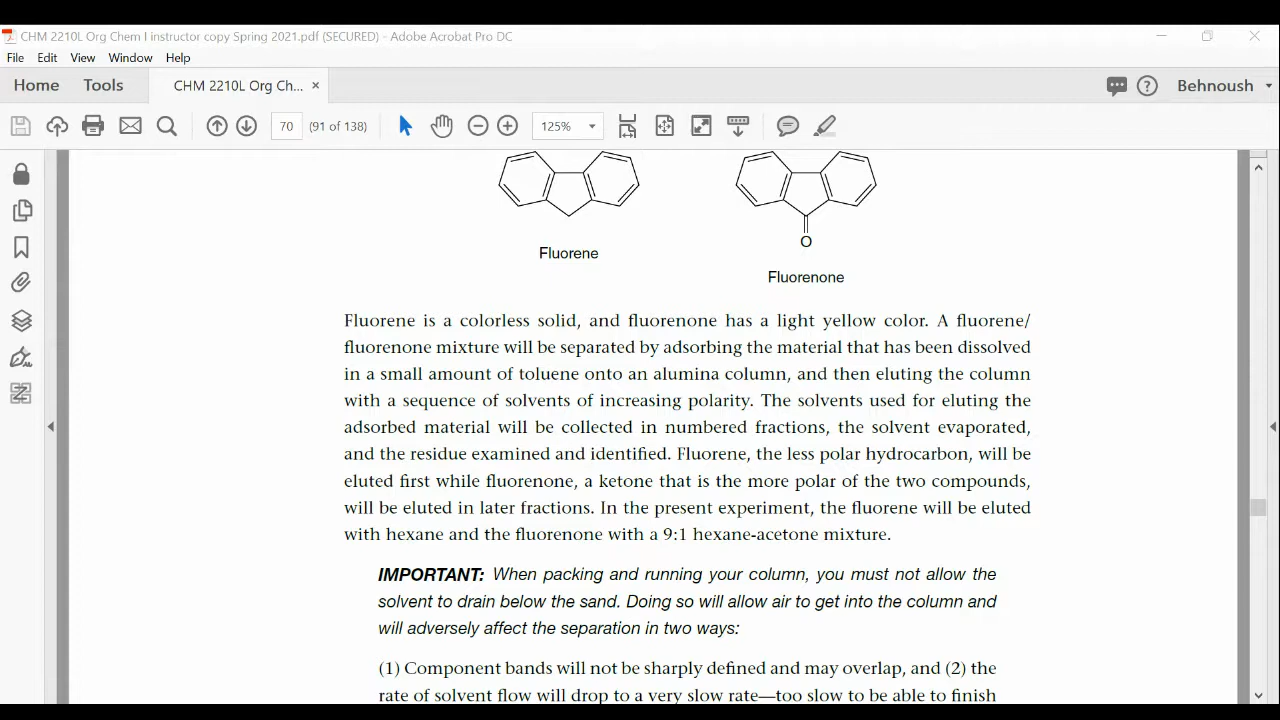 CHM 2210L Org Chem I instructor copy Spring 2021.pdf (SECURED) - Adobe Acrobat Pro DC
File Edit View Window Help
Home Tools CHM 2210L Org Ch... × Behnoush
70 (91 of 138) 125%
O
Fluorene
Fluorenone
Fluorene is a colorless solid, and fluorenone has a light yellow color. A fluorene/
fluorenone mixture will be separated by adsorbing the material that has been dissolved
in a small amount of toluene onto an alumina column, and then eluting the column
with a sequence of solvents of increasing polarity. The solvents used for eluting the
adsorbed material will be collected in numbered fractions, the solvent evaporated,
and the residue examined and identified. Fluorene, the less polar hydrocarbon, will be
eluted first while fluorenone, a ketone that is the more polar of the two compounds,
will be eluted in later fractions. In the present experiment, the fluorene will be eluted
with hexane and the fluorenone with a 9:1 hexane-acetone mixture.
IMPORTANT: When packing and running your column, you must not allow the
solvent to drain below the sand. Doing so will allow air to get into the column and
will adversely affect the separation in two ways:
(1) Component bands will not be sharply defined and may overlap, and (2) the
rate of solvent flow will drop to a very slow rate—too slow to be able to finish